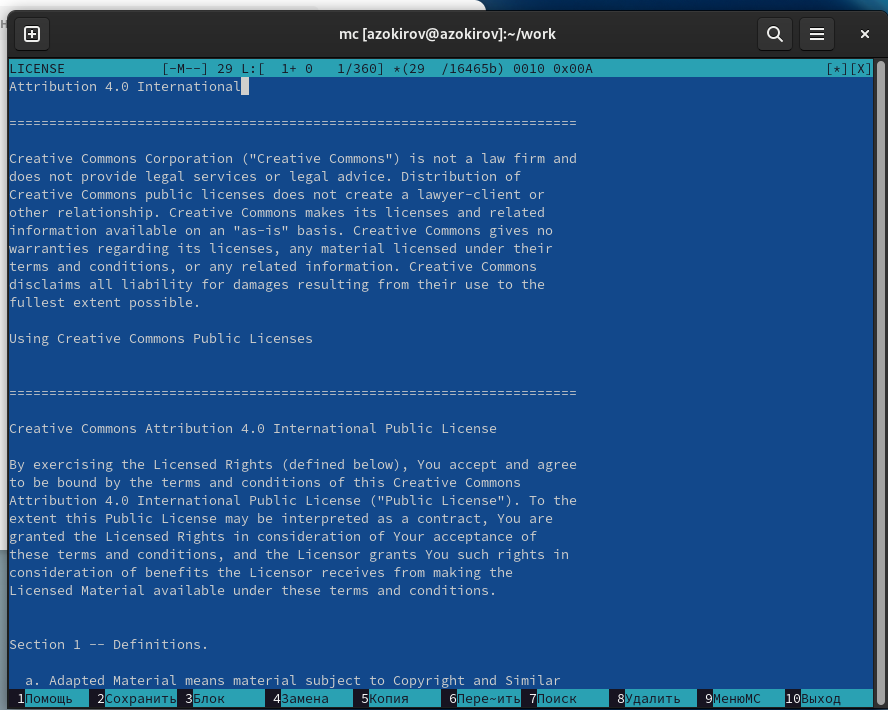 mc [azokirov@azokirov]:~/work
LICENSE [-M--] 29 L:[ 1+ 0 1/360] *(29 /16465b) 0010 0x00A [*][X]
Attribution 4.0 International
=======================================================================
Creative Commons Corporation ("Creative Commons") is not a law firm and
does not provide legal services or legal advice. Distribution of
Creative Commons public licenses does not create a lawyer-client or
other relationship. Creative Commons makes its licenses and related
information available on an "as-is" basis. Creative Commons gives no
warranties regarding its licenses, any material licensed under their
terms and conditions, or any related information. Creative Commons
disclaims all liability for damages resulting from their use to the
fullest extent possible.
Using Creative Commons Public Licenses
=======================================================================
Creative Commons Attribution 4.0 International Public License
By exercising the Licensed Rights (defined below), You accept and agree
to be bound by the terms and conditions of this Creative Commons
Attribution 4.0 International Public License ("Public License"). To the
extent this Public License may be interpreted as a contract, You are
granted the Licensed Rights in consideration of Your acceptance of
these terms and conditions, and the Licensor grants You such rights in
consideration of benefits the Licensor receives from making the
Licensed Material available under these terms and conditions.
Section 1 -- Definitions.
a. Adapted Material means material subject to Copyright and Similar
1Помощь 2Сохранить 3Блок 4Замена 5Копия 6Пере~ить 7Поиск 8Удалить 9МенюМС 10Выход